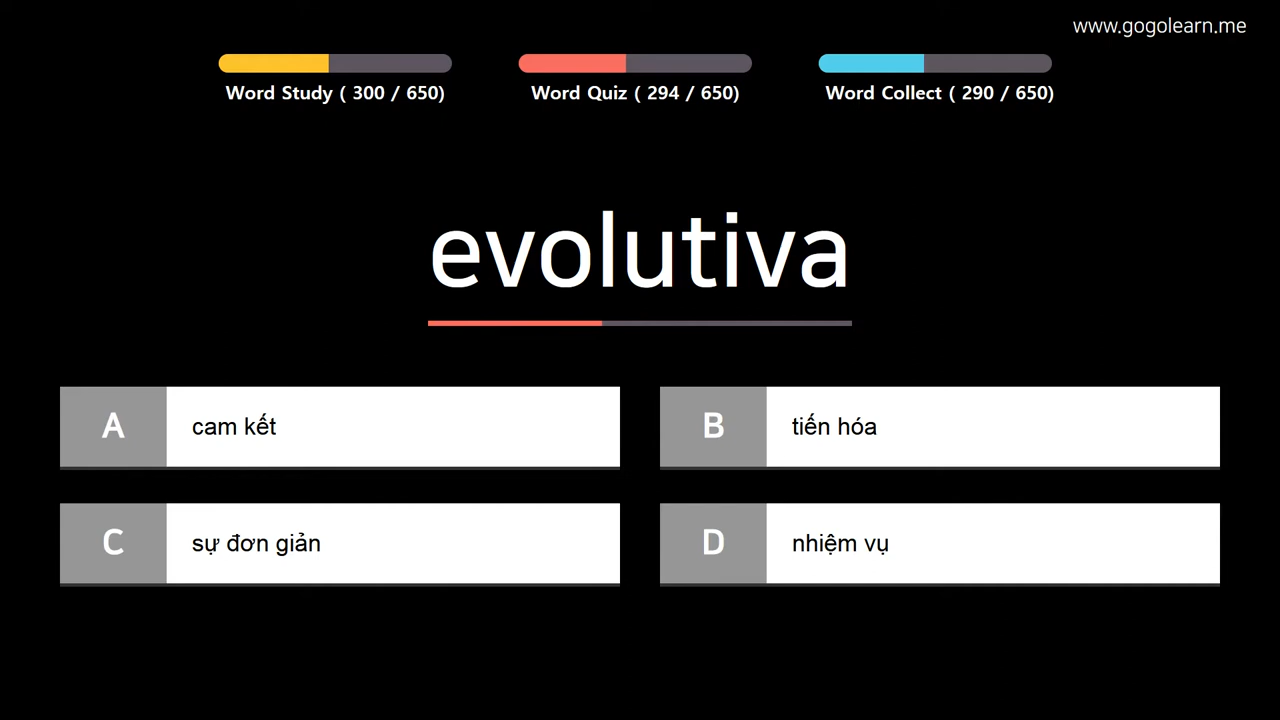 www.gogolearn.me
Word Study ( 300 / 650)
Word Quiz ( 294 / 650)
Word Collect ( 290 / 650)
evolutiva
A
cam kết
B
tiến hóa
C
sự đơn giản
D
nhiệm vụ